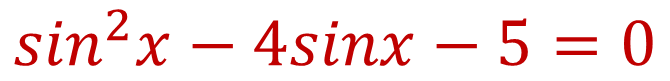 sin²x − 4sinx − 5 = 0